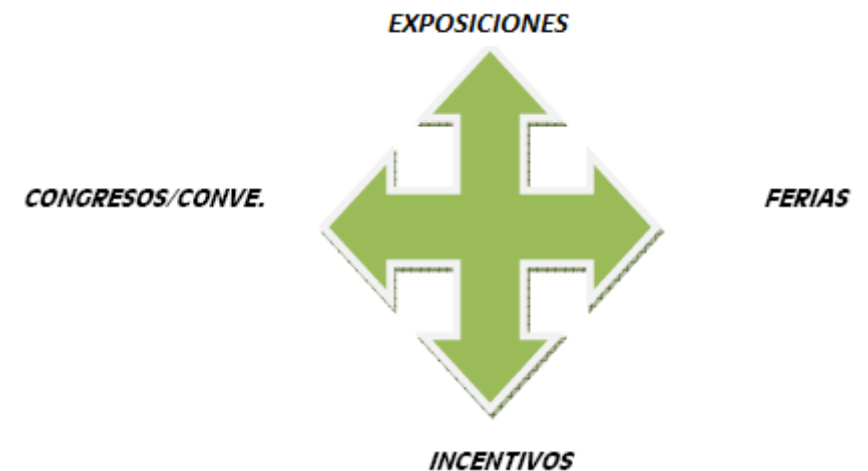 EXPOSICIONES
CONGRESOS/CONVE.
FERIAS
INCENTIVOS